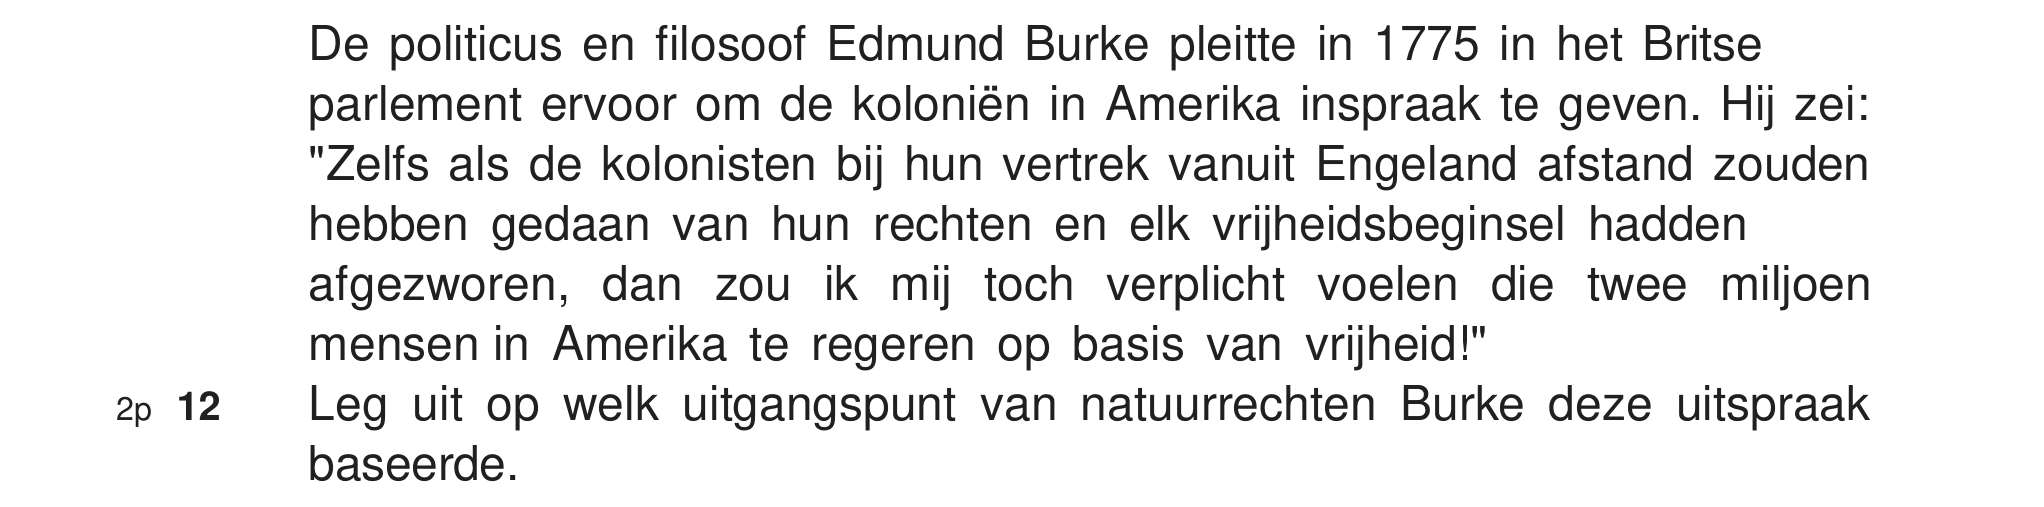 De politicus en filosoof Edmund Burke pleitte in 1775 in het Britse
parlement ervoor om de koloniën in Amerika inspraak te geven. Hij zei:
"Zelfs als de kolonisten bij hun vertrek vanuit Engeland afstand zouden
hebben gedaan van hun rechten en elk vrijheidsbeginsel hadden
afgezworen, dan zou ik mij toch verplicht voelen die twee miljoen
mensen in Amerika te regeren op basis van vrijheid!"
2p 12 Leg uit op welk uitgangspunt van natuurrechten Burke deze uitspraak
baseerde.